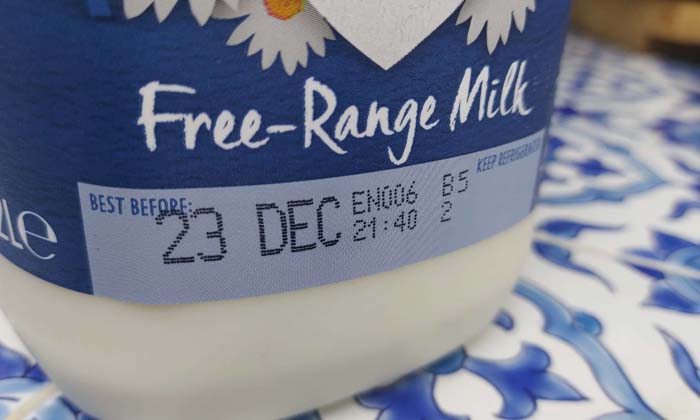 Free-Range Milk
BEST BEFORE:
23 DEC
EN006 B5
21:40 2
KEEP REFRIGERATED